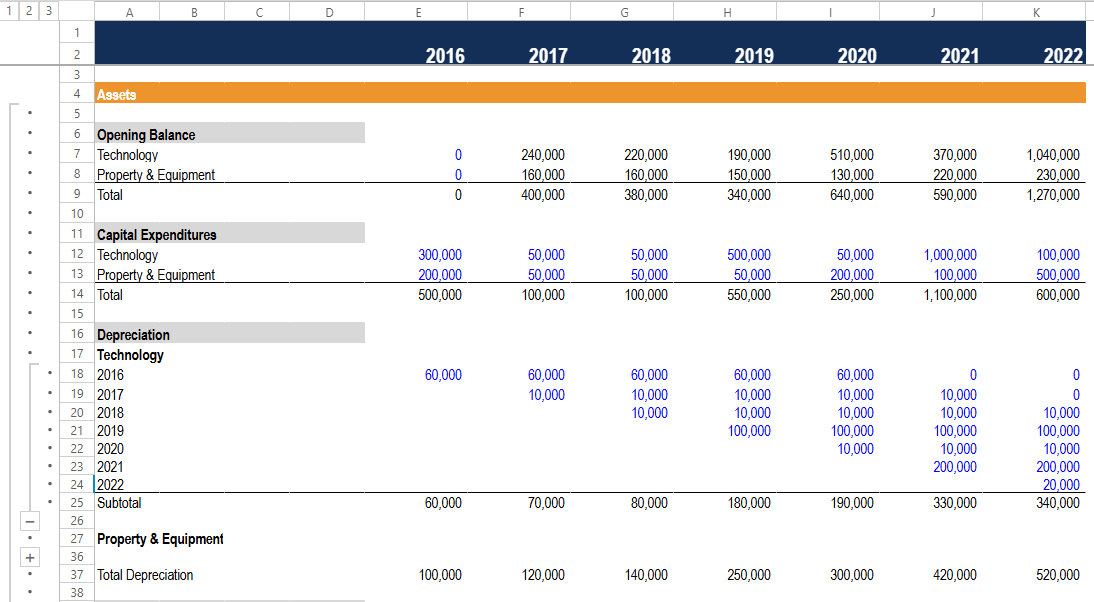 1 2 3 A B C D E F G H I J K
1
2 2016 2017 2018 2019 2020 2021 2022
3
4 Assets
5
6 Opening Balance
7 Technology 0 240,000 220,000 190,000 510,000 370,000 1,040,000
8 Property & Equipment 0 160,000 160,000 150,000 130,000 220,000 230,000
9 Total 0 400,000 380,000 340,000 640,000 590,000 1,270,000
10
11 Capital Expenditures
12 Technology 300,000 50,000 50,000 500,000 50,000 1,000,000 100,000
13 Property & Equipment 200,000 50,000 50,000 50,000 200,000 100,000 500,000
14 Total 500,000 100,000 100,000 550,000 250,000 1,100,000 600,000
15
16 Depreciation
17 Technology
18 2016 60,000 60,000 60,000 60,000 60,000 0 0
19 2017 10,000 10,000 10,000 10,000 10,000 0
20 2018 10,000 10,000 10,000 10,000 10,000
21 2019 100,000 100,000 100,000 100,000
22 2020 10,000 10,000 10,000
23 2021 200,000 200,000
24 2022 20,000
25 Subtotal 60,000 70,000 80,000 180,000 190,000 330,000 340,000
26
27 Property & Equipment
36
37 Total Depreciation 100,000 120,000 140,000 250,000 300,000 420,000 520,000
38